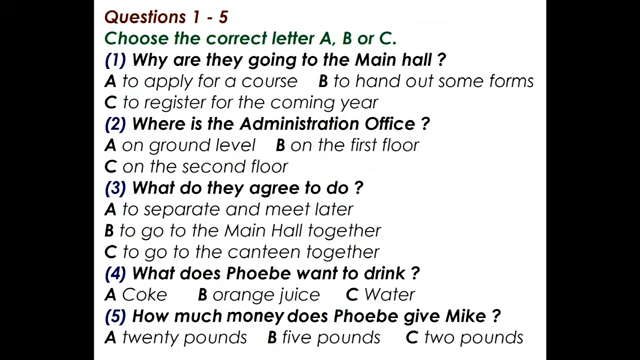 Questions 1 - 5
Choose the correct letter A, B or C.
(1) Why are they going to the Main hall ?
A to apply for a course B to hand out some forms
C to register for the coming year
(2) Where is the Administration Office ?
A on ground level B on the first floor
C on the second floor
(3) What do they agree to do ?
A to separate and meet later
B to go to the Main Hall together
C to go to the canteen together
(4) What does Phoebe want to drink ?
A Coke B orange juice C Water
(5) How much money does Phoebe give Mike ?
A twenty pounds B five pounds C two pounds